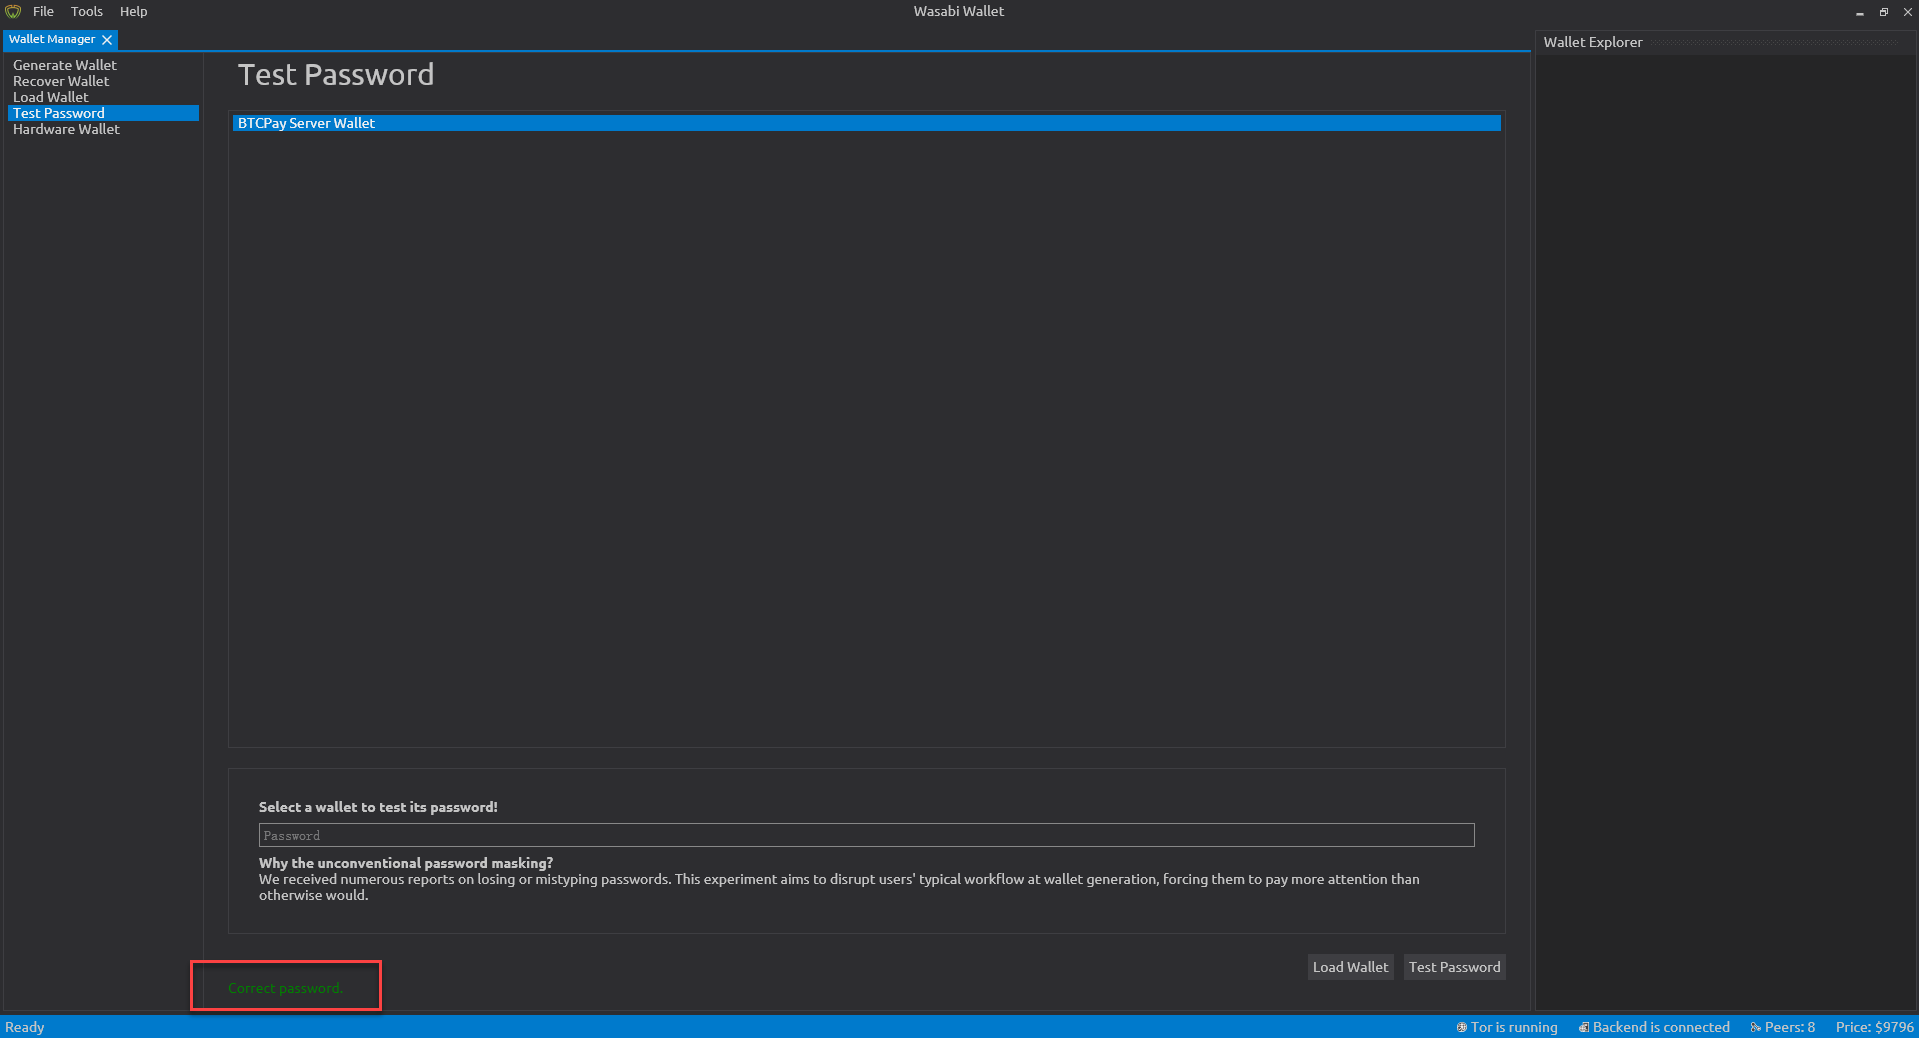 File Tools Help
Wasabi Wallet
Wallet Manager
Wallet Explorer
Generate Wallet
Recover Wallet
Load Wallet
Test Password
Hardware Wallet
Test Password
BTCPay Server Wallet
Select a wallet to test its password!
Password
Why the unconventional password masking?
We received numerous reports on losing or mistyping passwords. This experiment aims to disrupt users' typical workflow at wallet generation, forcing them to pay more attention than
otherwise would.
Load Wallet Test Password
Correct password.
Ready
Tor is running Backend is connected Peers: 8 Price: $9796